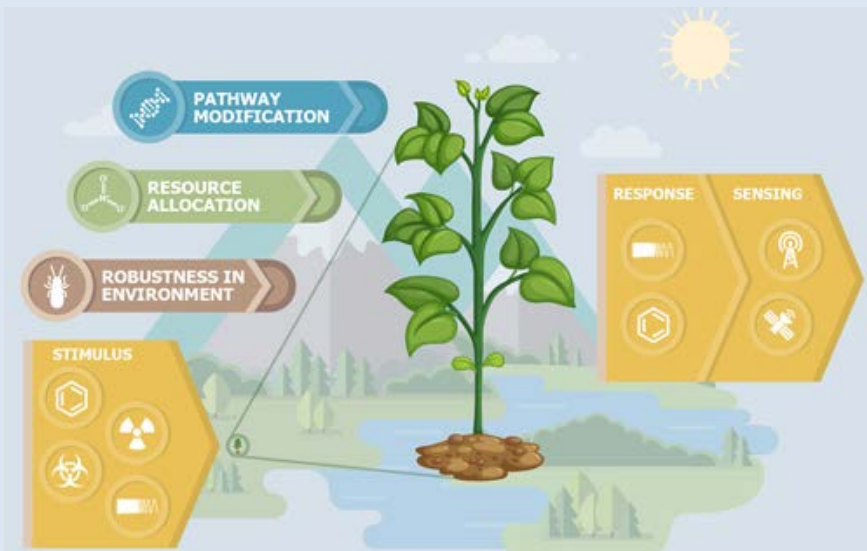 PATHWAY
MODIFICATION
RESOURCE
ALLOCATION
ROBUSTNESS IN
ENVIRONMENT
STIMULUS
RESPONSE
SENSING